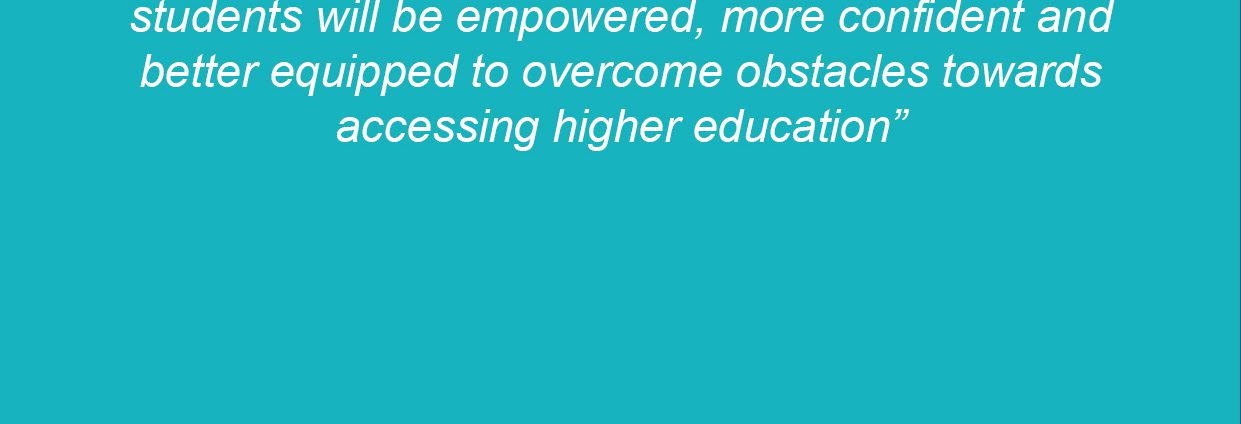 students will be empowered, more confident and
better equipped to overcome obstacles towards
accessing higher education”